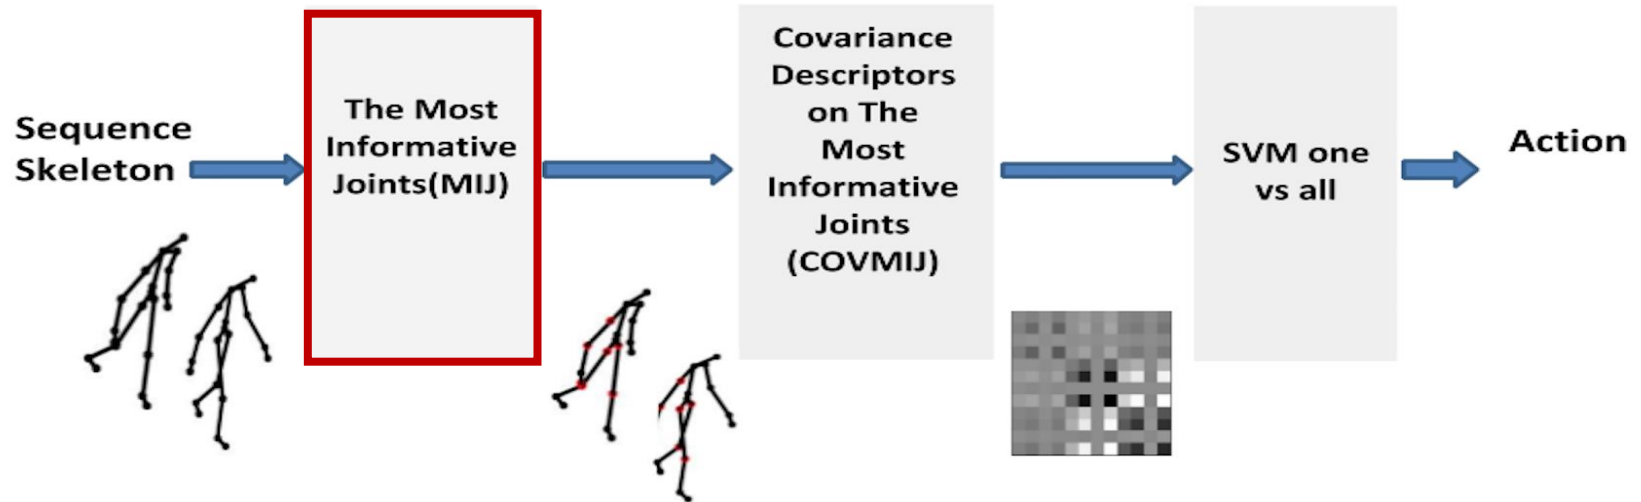 Sequence
Skeleton
The Most
Informative
Joints(MIJ)
Covariance
Descriptors
on The
Most
Informative
Joints
(COVMIJ)
SVM one
vs all
Action